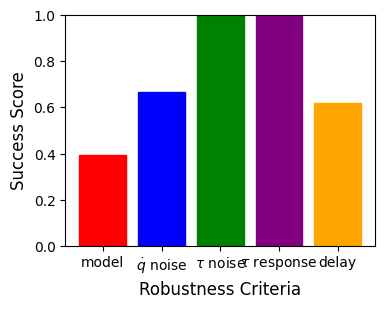 1.0
0.8
0.6
0.4
0.2
0.0
Success Score
model q̇ noise τ noise τ response delay
Robustness Criteria